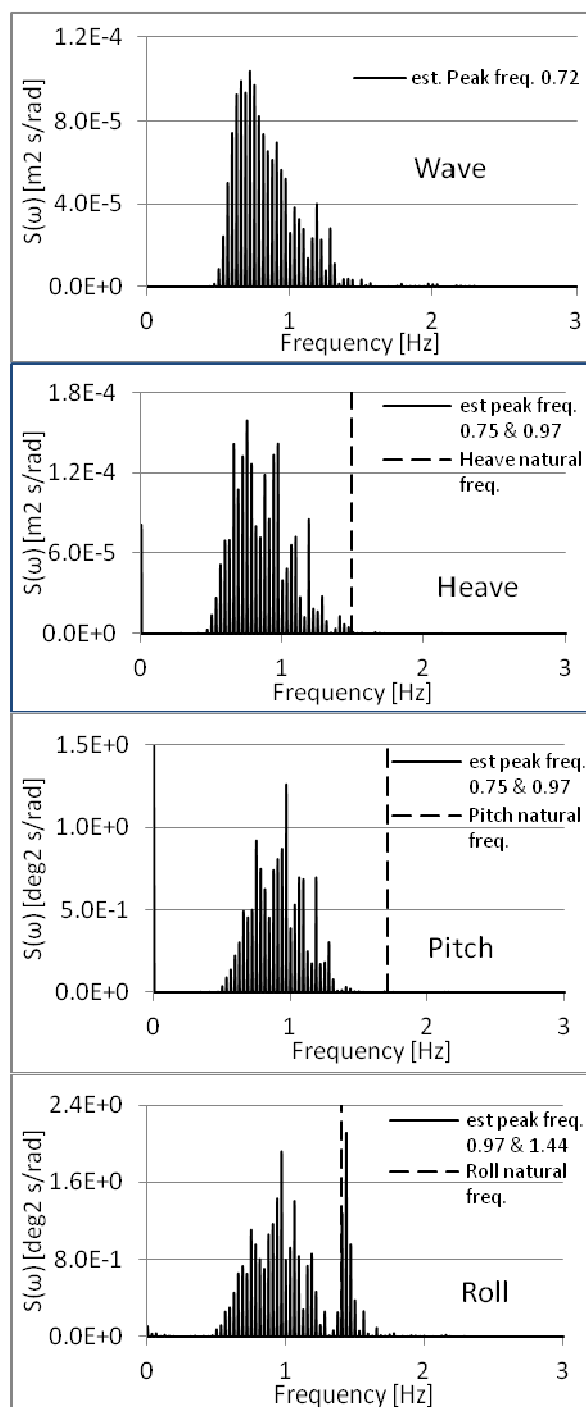 1.2E-4
8.0E-5
4.0E-5
0.0E+0
S(ω) [m2 s/rad]
est. Peak freq. 0.72
Wave
0 1 2 3
Frequency [Hz]
1.8E-4
1.2E-4
6.0E-5
0.0E+0
S(ω) [m2 s/rad]
est peak freq.
0.75 & 0.97
Heave natural
freq.
Heave
0 1 2 3
Frequency [Hz]
1.5E+0
1.0E+0
5.0E-1
0.0E+0
S(ω) [deg2 s/rad]
est peak freq.
0.75 & 0.97
Pitch natural
freq.
Pitch
0 1 2 3
Frequency [Hz]
2.4E+0
1.6E+0
8.0E-1
0.0E+0
S(ω) [deg2 s/rad]
est peak freq.
0.97 & 1.44
Roll natural
freq.
Roll
0 1 2 3
Frequency [Hz]